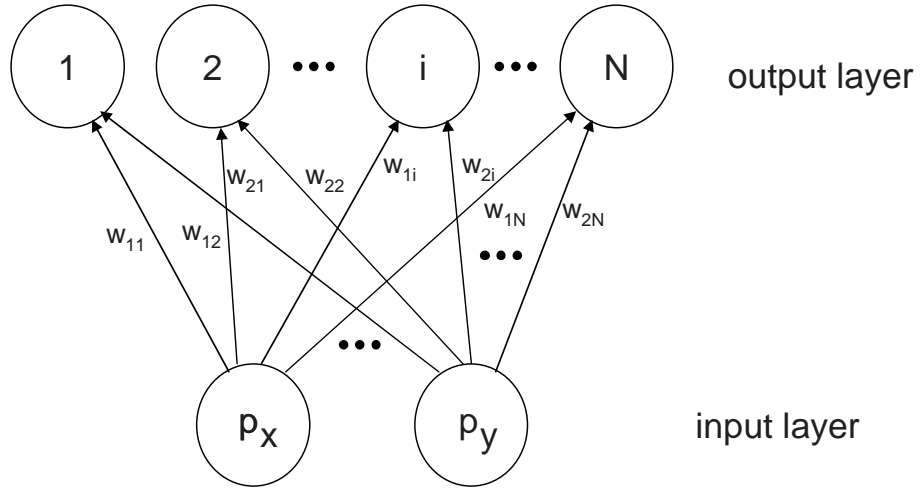 1 2 ••• i ••• N output layer
w11 w12 w21 w22 w1i w2i w1N w2N
•••
•••
px py input layer